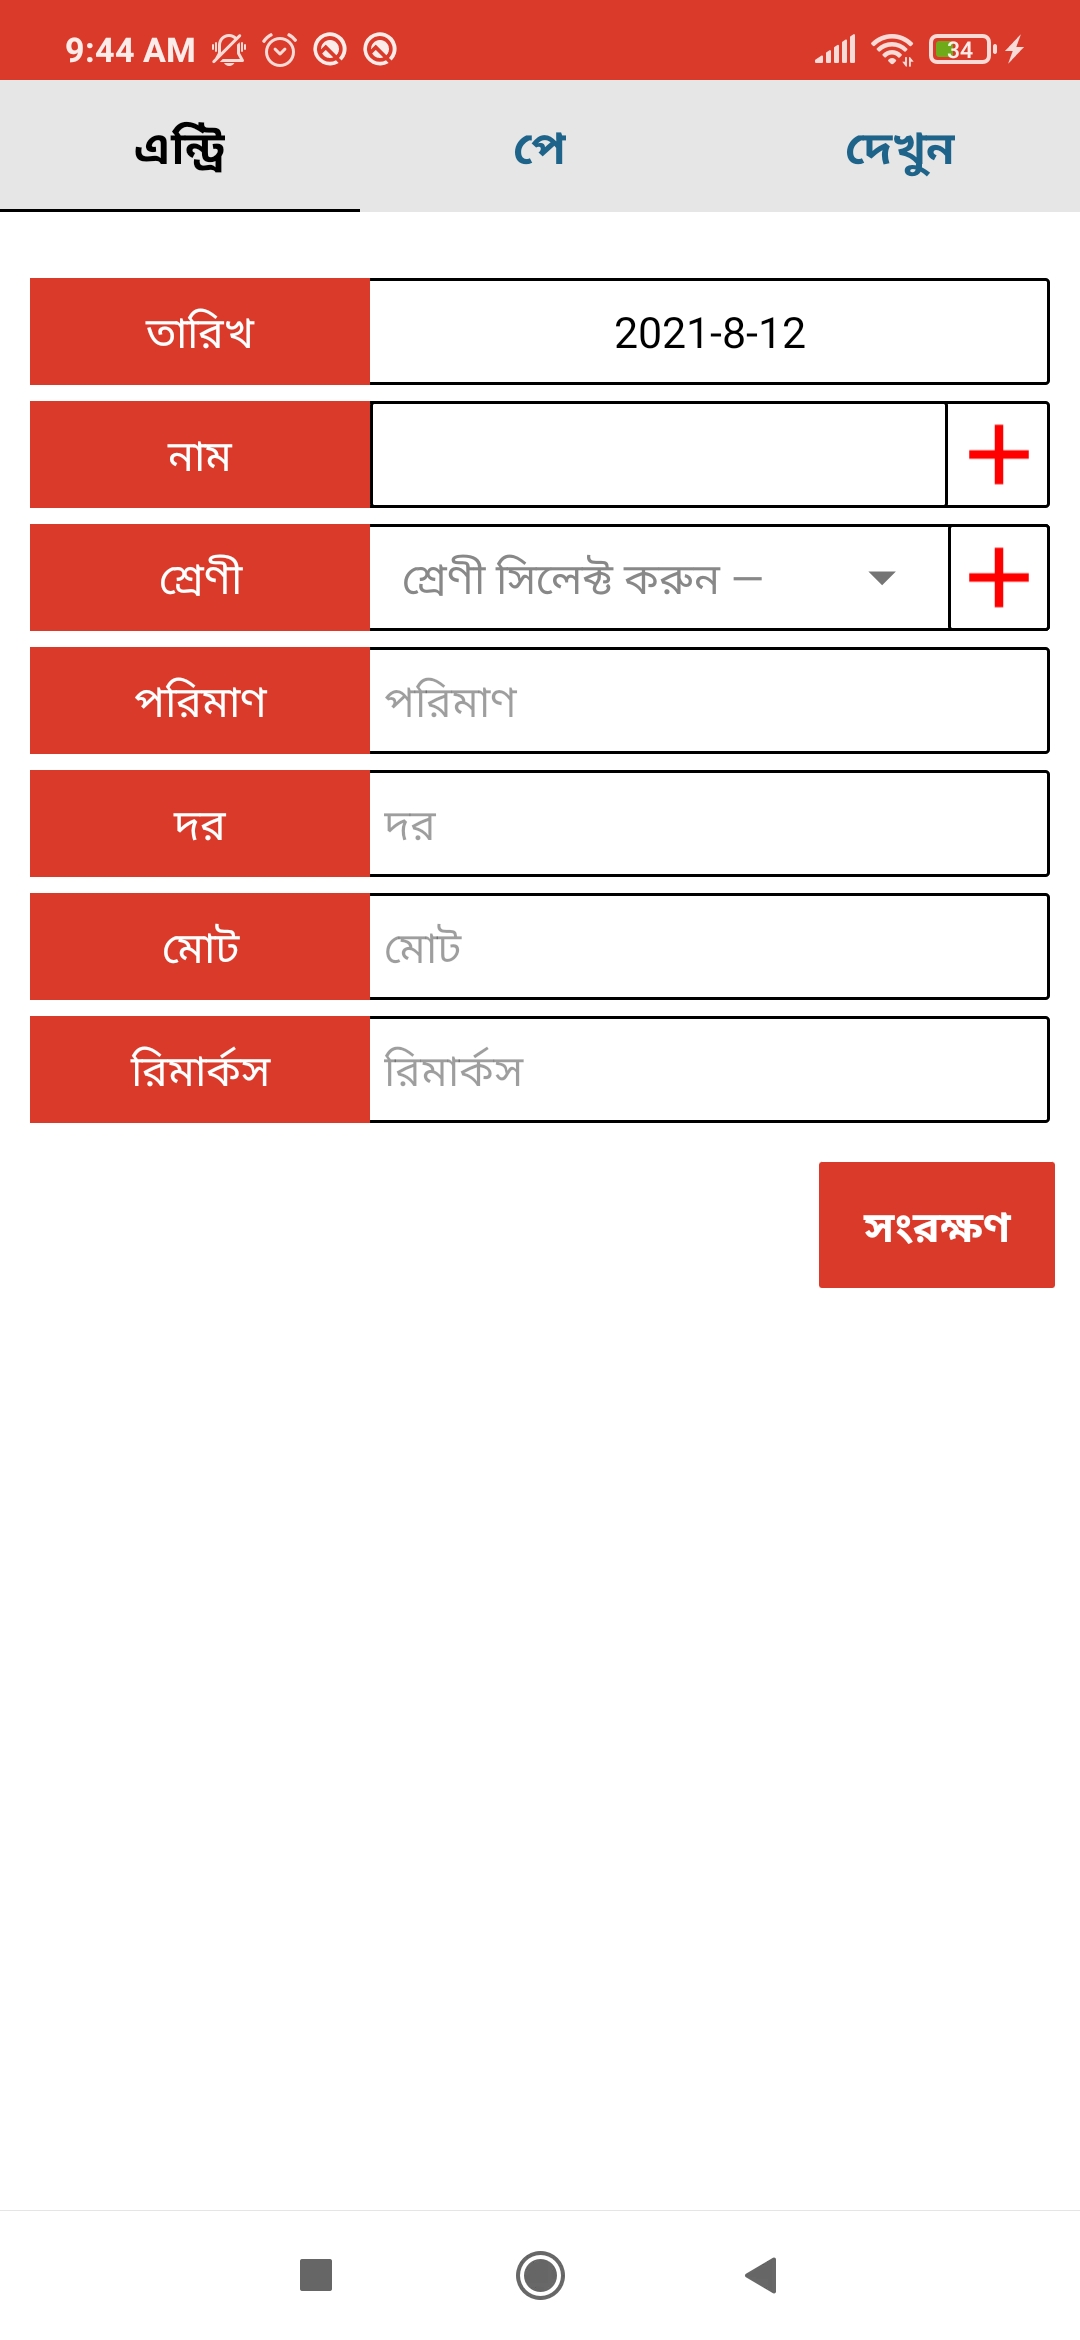 9:44 AM 34
এন্ট্রি পে দেখুন
তারিখ 2021-8-12
নাম
শ্রেণী শ্রেণী সিলেক্ট করুন –
পরিমাণ পরিমাণ
দর দর
মোট মোট
রিমার্কস রিমার্কস
সংরক্ষণ